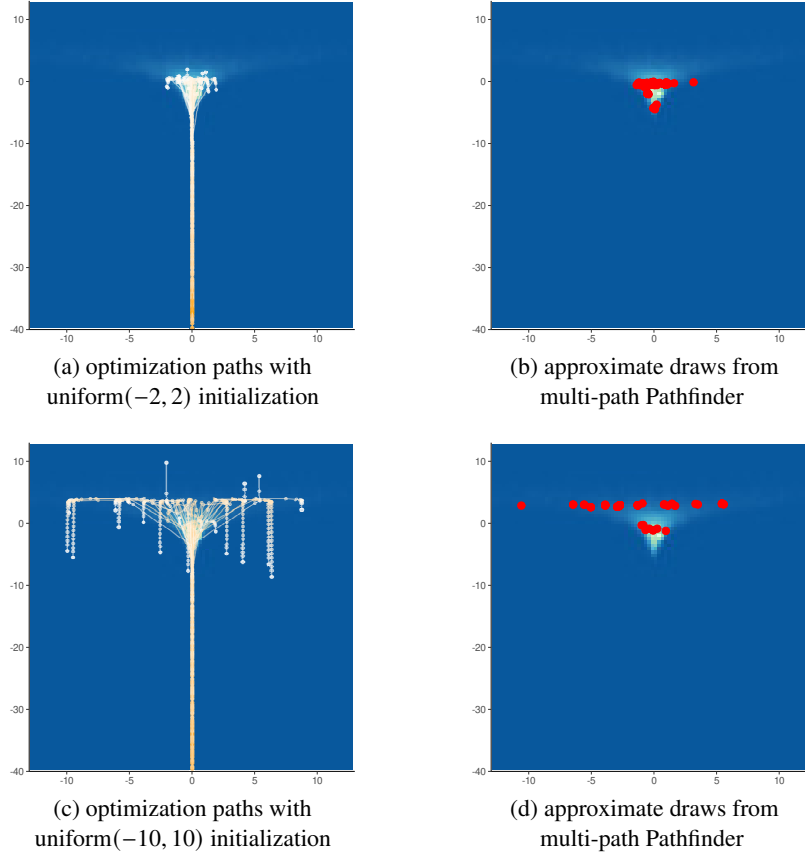 10
0
-10
-20
-30
-40
-10 -5 0 5 10
(a) optimization paths with
uniform(−2, 2) initialization
10
0
-10
-20
-30
-40
-10 -5 0 5 10
(b) approximate draws from
multi-path Pathfinder
10
0
-10
-20
-30
-40
-10 -5 0 5 10
(c) optimization paths with
uniform(−10, 10) initialization
10
0
-10
-20
-30
-40
-10 -5 0 5 10
(d) approximate draws from
multi-path Pathfinder